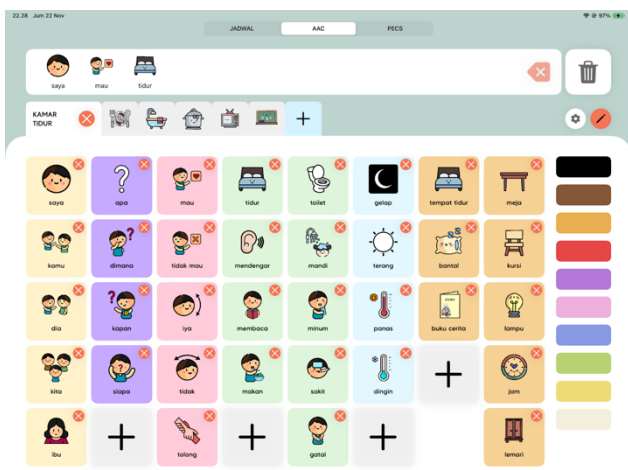 22.28 Jum 22 Nov
97%
JADWAL AAC PECS
saya mau tidur
KAMAR
TIDUR
saya apa mau tidur toilet gelap tempat tidur meja
kamu dimana tidak mau mendengar mandi terang bantal kursi
dia kapan iya membaca minum panas buku cerita lampu
kita siapa tidak makan sakit dingin jam
ibu tolong gatal lemari